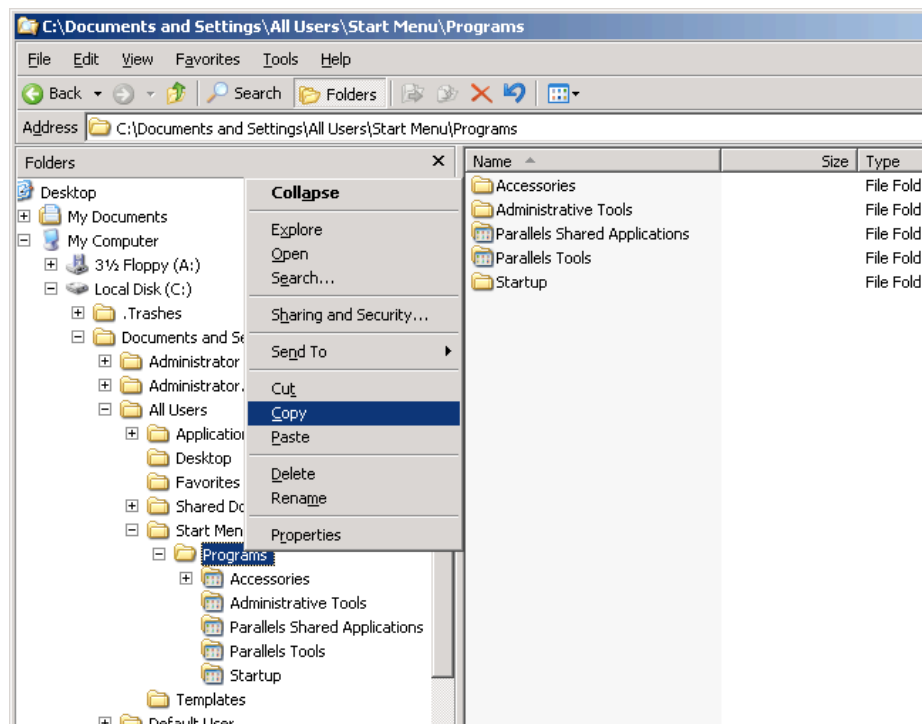 C:\Documents and Settings\All Users\Start Menu\Programs
File Edit View Favorites Tools Help
Back Search Folders
Address C:\Documents and Settings\All Users\Start Menu\Programs
Folders
Desktop
My Documents
My Computer
3½ Floppy (A:)
Local Disk (C:)
.Trashes
Documents and Se
Administrator
Administrator.
All Users
Applicatio
Desktop
Favorites
Shared Do
Start Men
Programs
Accessories
Administrative Tools
Parallels Shared Applications
Parallels Tools
Startup
Templates
Default User
Collapse
Explore
Open
Search...
Sharing and Security...
Send To
Cut
Copy
Paste
Delete
Rename
Properties
Name Size Type
Accessories File Fold
Administrative Tools File Fold
Parallels Shared Applications File Fold
Parallels Tools File Fold
Startup File Fold